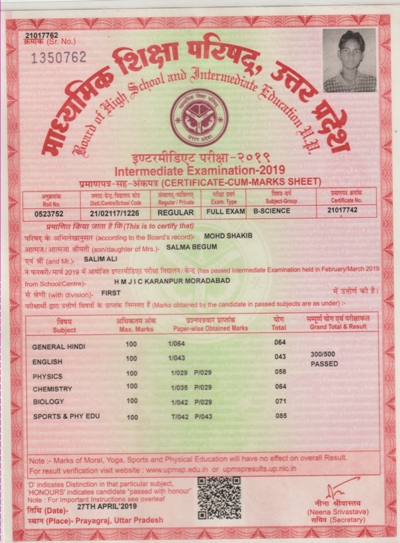 21017762
क्रमांक (Sr. No.)
1350762
माध्यमिक शिक्षा परिषद, उत्तर प्रदेश
Board of High School and Intermediate Education, U.P.
इण्टरमीडिएट परीक्षा-२०१९
Intermediate Examination-2019
प्रमाणपत्र-सह-अंकपत्र (CERTIFICATE-CUM-MARKS SHEET)
अनुक्रमांक Roll No. Dist./Centre/School Code Regular / Private परीक्षा प्रकार Exam. Type विषय-वर्ग Subject-Group प्रमाणपत्र क्रमांक Certificate No.
0523752 21/02117/1226 REGULAR FULL EXAM B-SCIENCE 21017742
प्रमाणित किया जाता है कि(This is to certify that)
परिषद के अभिलेखानुसार (according to the Board's record)- MOHD SHAKIB
आत्मज/आत्मजा श्रीमती (son/daughter of Mrs.)- SALMA BEGUM
एवं श्री (and Mr.)- SALIM ALI
ने फरवरी/मार्च 2019 में आयोजित इण्टरमीडिएट परीक्षा विद्यालय/ केन्द्र (has passed Intermediate Examination held in February/March 2019
from School/Centre)- H M J I C KARANPUR MORADABAD
से श्रेणी (with division)- FIRST में उत्तीर्ण की है।
परीक्षार्थी द्वारा उत्तीर्ण विषयों के प्राप्तांक निम्नवत हैं (Marks obtained by the candidate in passed subjects are as under) :-
विषय Subject अधिकतम अंक Max. Marks प्रश्नपत्रवार प्राप्तांक Paper-wise Obtained Marks योग Total सम्पूर्ण योग एवं परीक्षाफल Grand Total & Result
GENERAL HINDI 100 1/064 064
ENGLISH 100 1/043 043 300/500
PASSED
PHYSICS 100 1/029 P/029 058
CHEMISTRY 100 1/035 P/029 064
BIOLOGY 100 1/042 P/029 071
SPORTS & PHY EDU 100 T/042 P/043 085
Note :- Marks of Moral, Yoga, Sports and Physical Education will have no effect on overall Result.
For result verification visit website : www.upmsp.edu.in or upmspresults.up.nic.in
'D' indicates Distinction in that particular subject,
'HONOURS' indicates candidate "passed with honour"
Note : For Important Instructions see overleaf
तिथि (Date)- 27TH APRIL'2019
स्थान (Place)- Prayagraj, Uttar Pradesh
नीना श्रीवास्तव
(Neena Srivastava)
सचिव (Secretary)